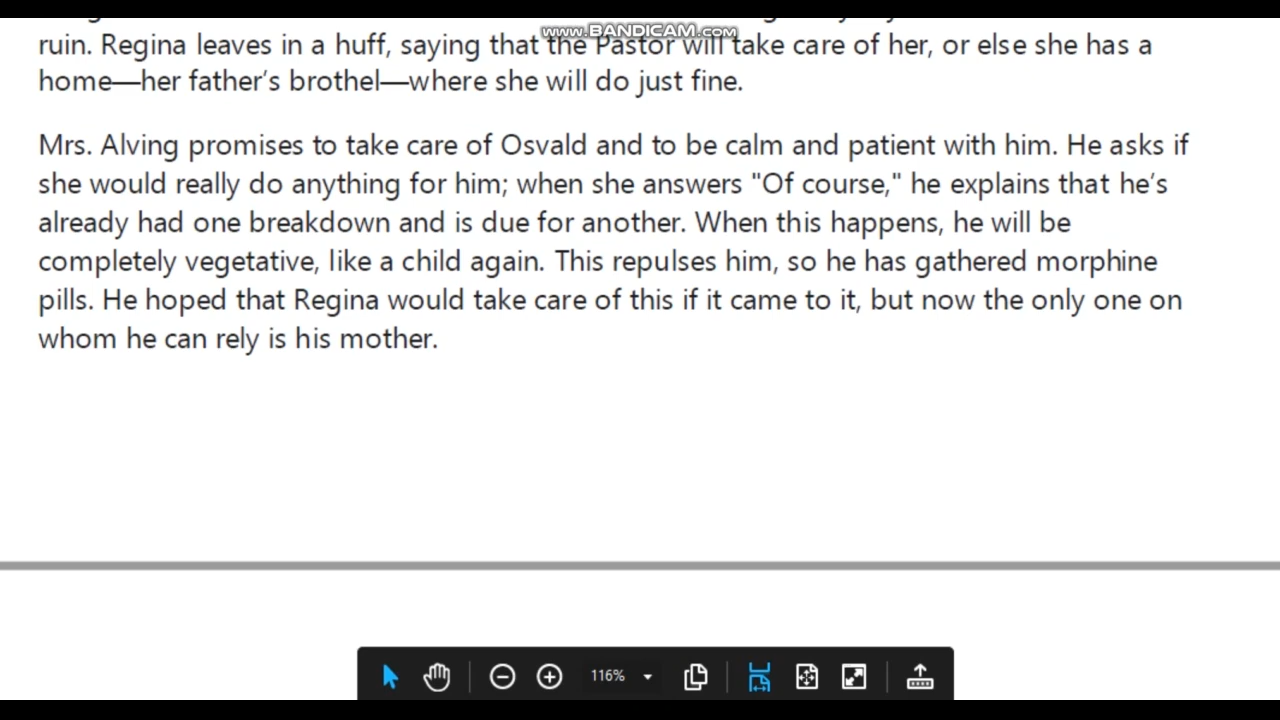 www.BANDICAM.com
ruin. Regina leaves in a huff, saying that the Pastor will take care of her, or else she has a
home—her father’s brothel—where she will do just fine.
Mrs. Alving promises to take care of Osvald and to be calm and patient with him. He asks if
she would really do anything for him; when she answers "Of course," he explains that he’s
already had one breakdown and is due for another. When this happens, he will be
completely vegetative, like a child again. This repulses him, so he has gathered morphine
pills. He hoped that Regina would take care of this if it came to it, but now the only one on
whom he can rely is his mother.
116%